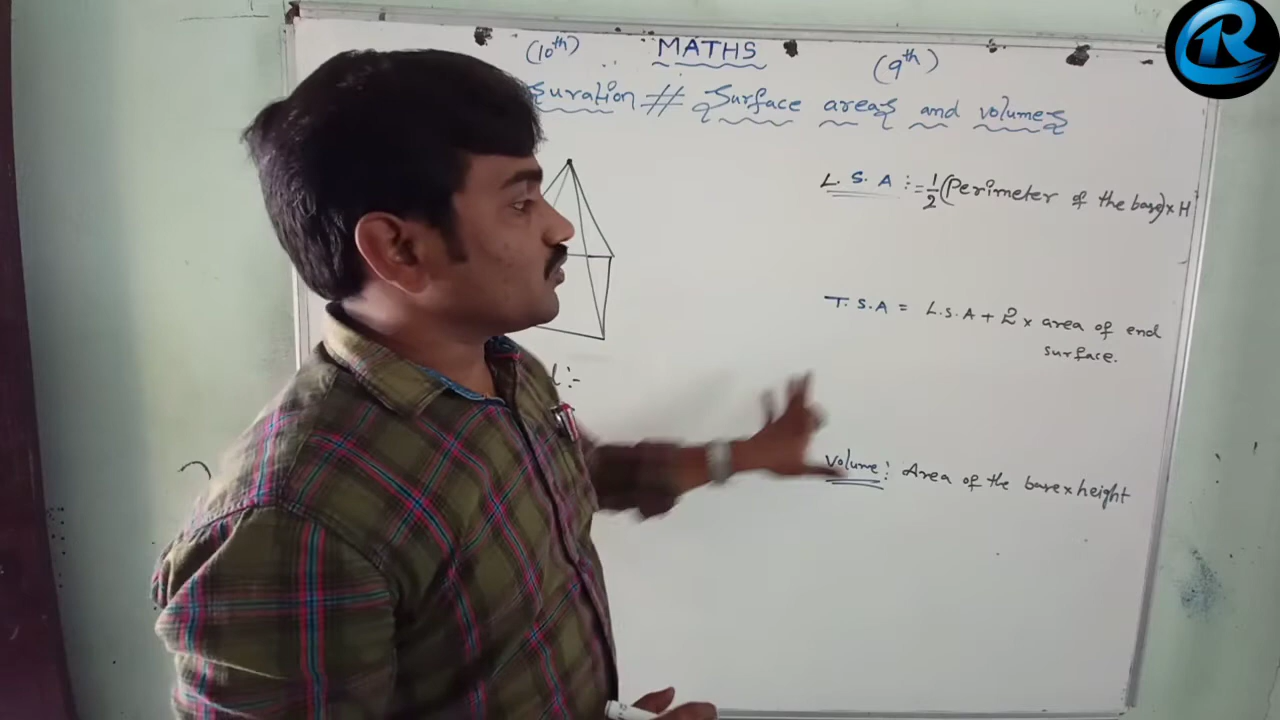 (10th) MATHS (9th)
suration # Surface areas and volumes
L.S.A := 1/2 (Perimeter of the base) x H
T.S.A = L.S.A + 2 x area of end
surface.
l :-
Volume: Area of the base x height
R